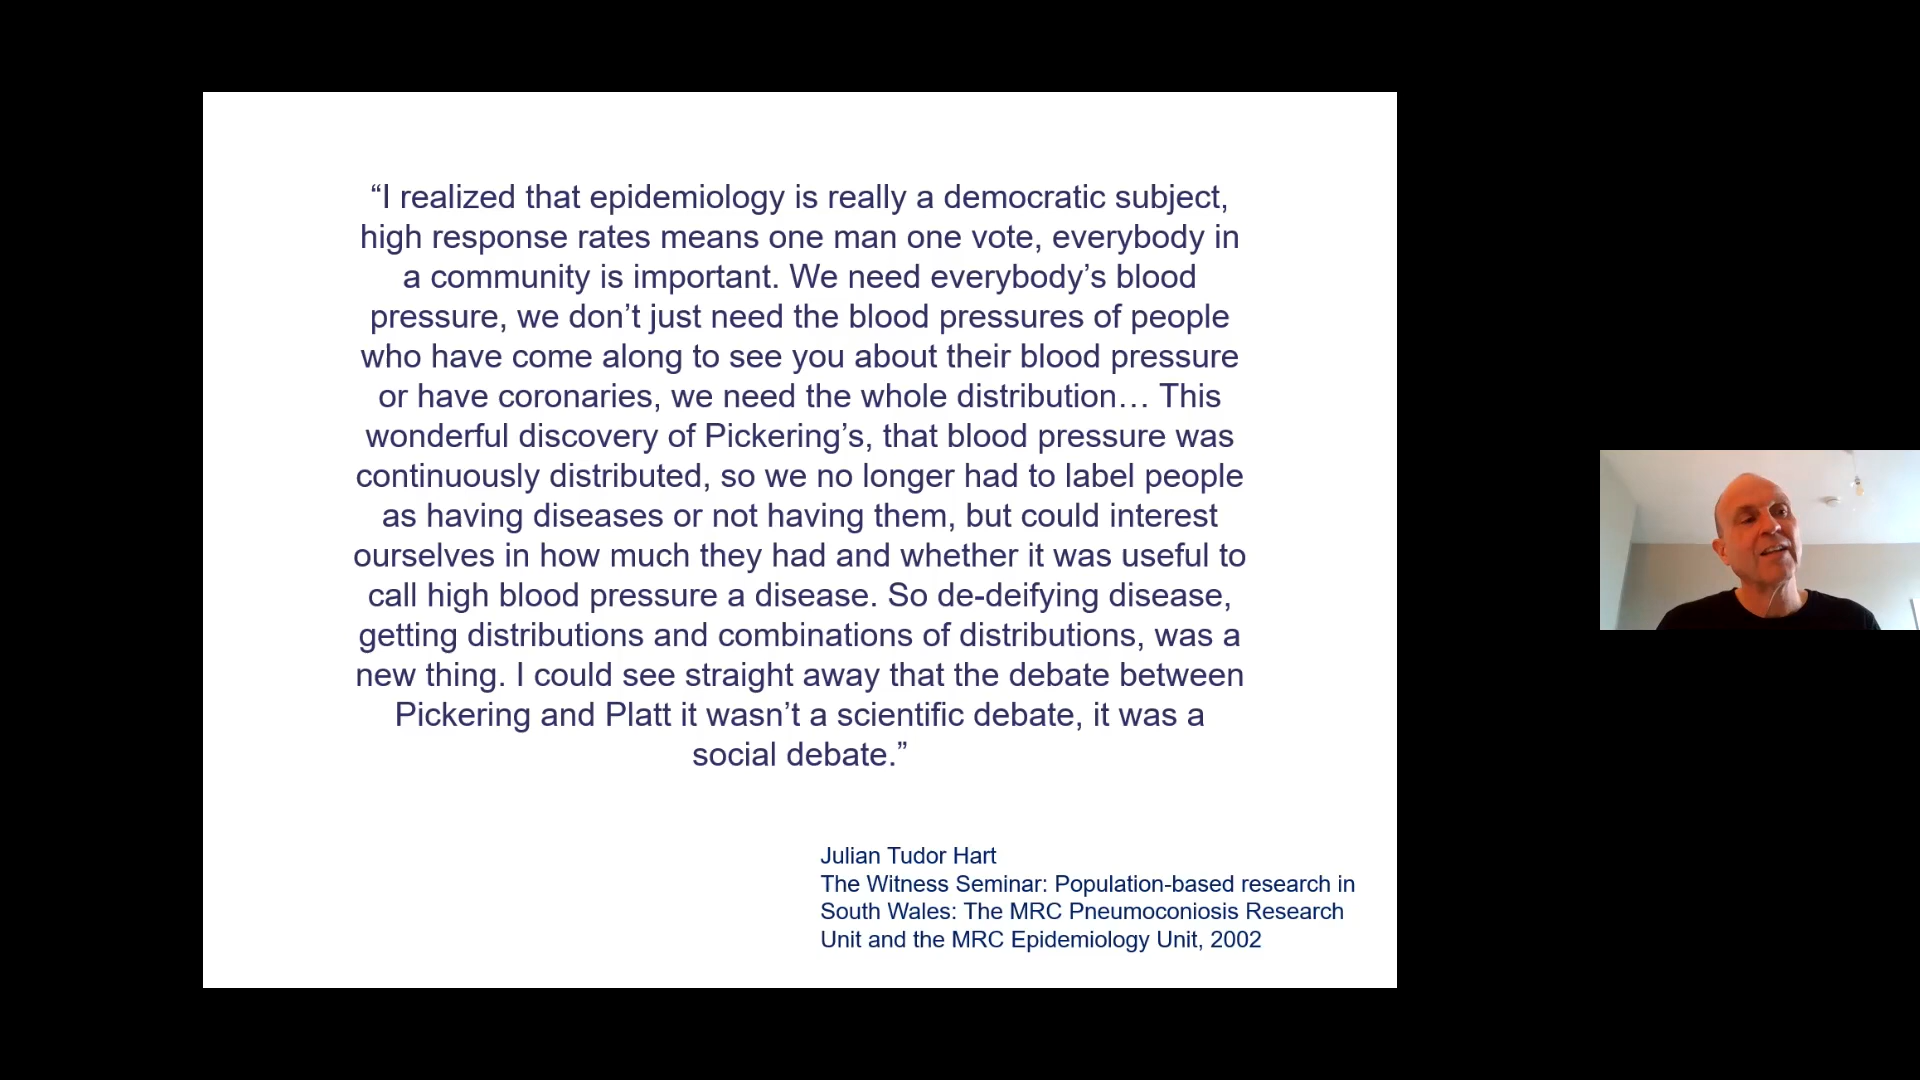 “I realized that epidemiology is really a democratic subject,
high response rates means one man one vote, everybody in
a community is important. We need everybody’s blood
pressure, we don’t just need the blood pressures of people
who have come along to see you about their blood pressure
or have coronaries, we need the whole distribution… This
wonderful discovery of Pickering’s, that blood pressure was
continuously distributed, so we no longer had to label people
as having diseases or not having them, but could interest
ourselves in how much they had and whether it was useful to
call high blood pressure a disease. So de-deifying disease,
getting distributions and combinations of distributions, was a
new thing. I could see straight away that the debate between
Pickering and Platt it wasn’t a scientific debate, it was a
social debate.”
Julian Tudor Hart
The Witness Seminar: Population-based research in
South Wales: The MRC Pneumoconiosis Research
Unit and the MRC Epidemiology Unit, 2002